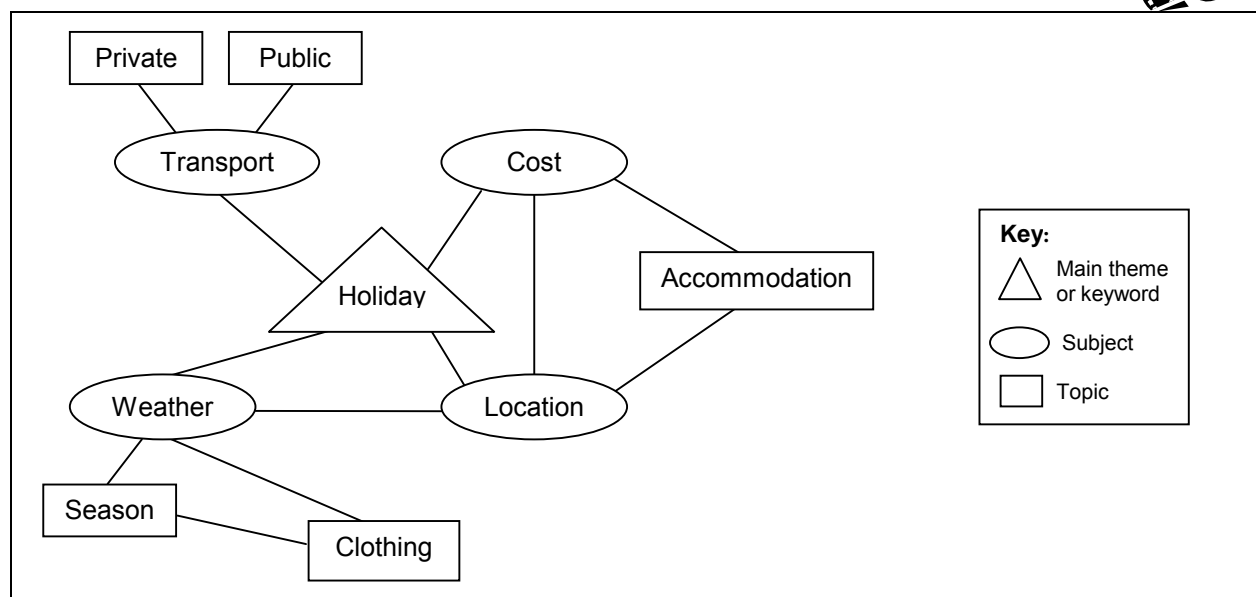 Private
Public
Transport
Cost
Accommodation
Holiday
Weather
Location
Season
Clothing
Key:
Main theme
or keyword
Subject
Topic